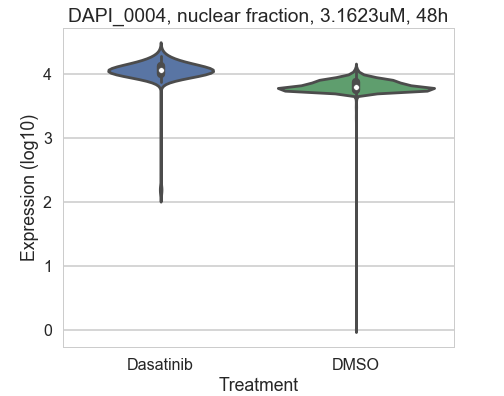 DAPI_0004, nuclear fraction, 3.1623uM, 48h
Expression (log10)
4
3
2
1
0
Dasatinib DMSO
Treatment